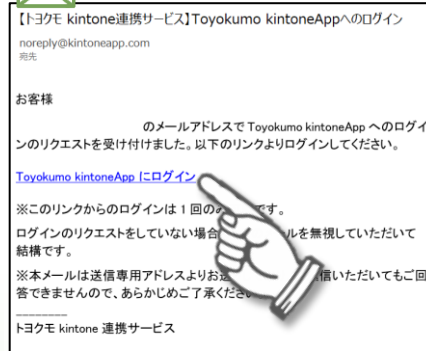 【トヨクモ kintone連携サービス】Toyokumo kintoneAppへのログイン
noreply@kintoneapp.com
宛先
お客様
のメールアドレスで Toyokumo kintoneApp へのログイ
ンのリクエストを受け付けました。以下のリンクよりログインしてください。
Toyokumo kintoneApp にログイン
※このリンクからのログインは 1 回のみ です。
ログインのリクエストをしていない場合 ルを無視していただいて
結構です。
※本メールは送信専用アドレスよりお送 信いただいてもご回
答できませんので、あらかじめご了承くださ
トヨクモ kintone 連携サービス